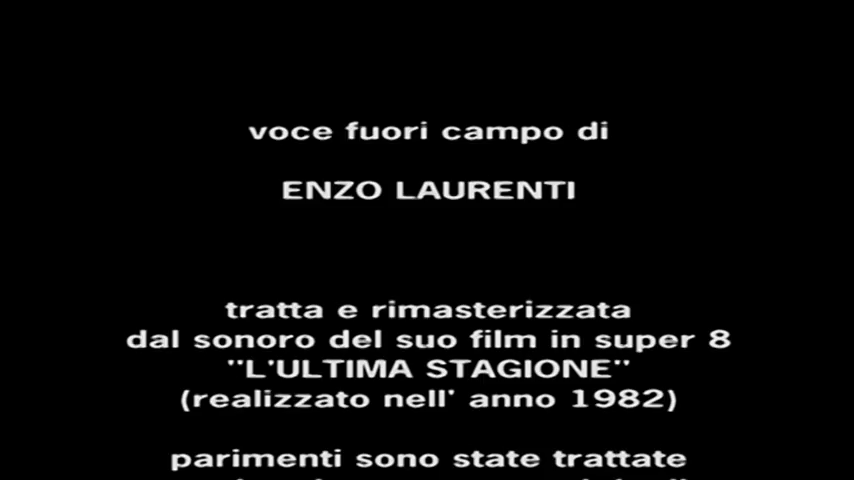 voce fuori campo di
ENZO LAURENTI
tratta e rimasterizzata
dal sonoro del suo film in super 8
"L'ULTIMA STAGIONE"
(realizzato nell' anno 1982)
parimenti sono state trattate